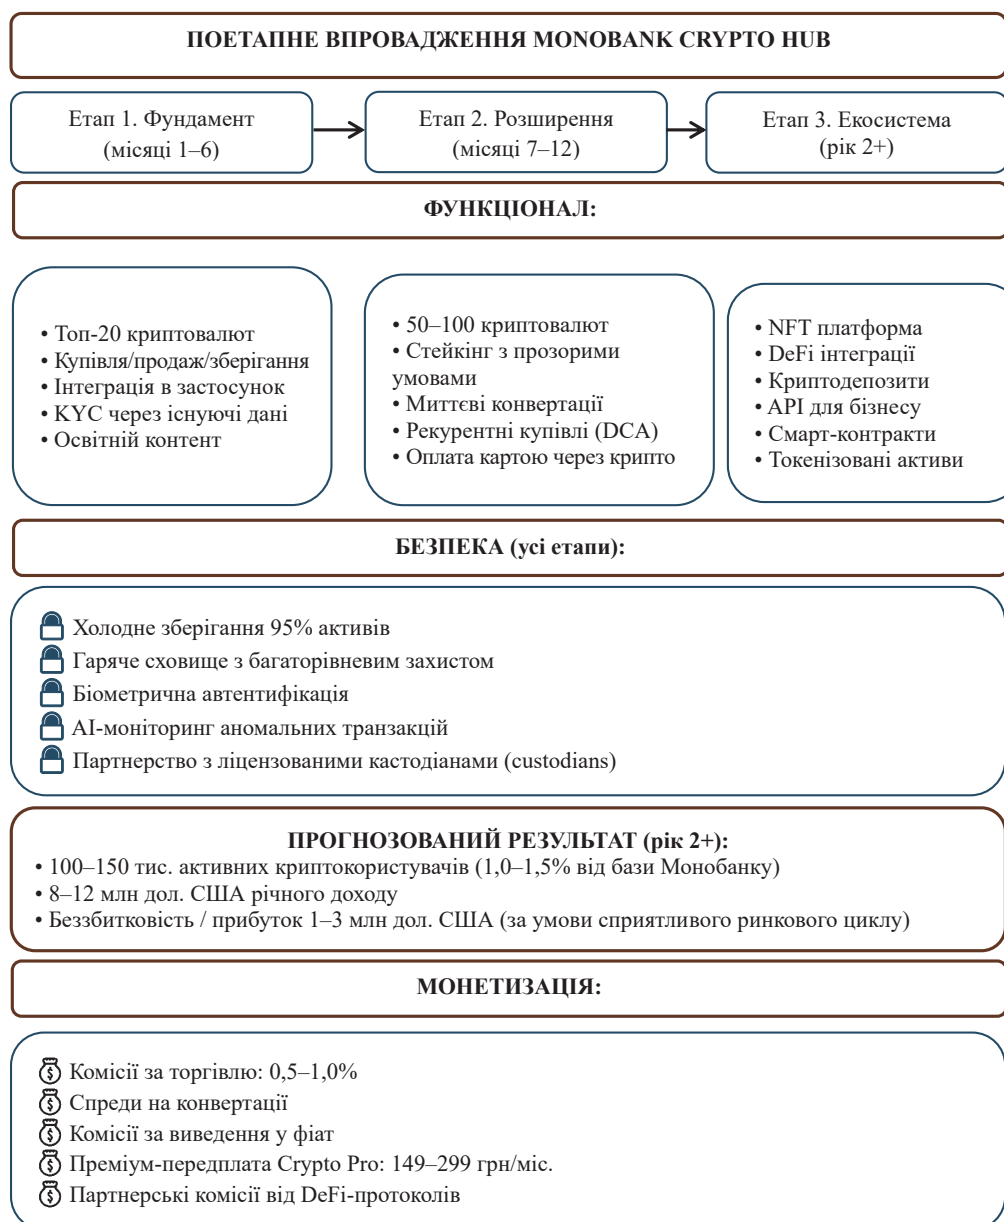 ПОЕТАПНЕ ВПРОВАДЖЕННЯ MONOBANK CRYPTO HUB
Етап 1. Фундамент
(місяці 1–6)
Етап 2. Розширення
(місяці 7–12)
Етап 3. Екосистема
(рік 2+)
ФУНКЦІОНАЛ:
• Топ-20 криптовалют
• Купівля/продаж/зберігання
• Інтеграція в застосунок
• KYC через існуючі дані
• Освітній контент
• 50–100 криптовалют
• Стейкінг з прозорими
умовами
• Миттєві конвертації
• Рекурентні купівлі (DCA)
• Оплата картою через крипто
• NFT платформа
• DeFi інтеграції
• Криптодепозити
• API для бізнесу
• Смарт-контракти
• Токенізовані активи
БЕЗПЕКА (усі етапи):
Холодне зберігання 95% активів
Гаряче сховище з багаторівневим захистом
Біометрична автентифікація
AI-моніторинг аномальних транзакцій
Партнерство з ліцензованими кастодіанами (custodians)
ПРОГНОЗОВАНИЙ РЕЗУЛЬТАТ (рік 2+):
• 100–150 тис. активних криптокористувачів (1,0–1,5% від бази Монобанку)
• 8–12 млн дол. США річного доходу
• Беззбитковість / прибуток 1–3 млн дол. США (за умови сприятливого ринкового циклу)
МОНЕТИЗАЦІЯ:
Комісії за торгівлю: 0,5–1,0%
Спреди на конвертації
Комісії за виведення у фіат
Преміум-передплата Crypto Pro: 149–299 грн/міс.
Партнерські комісії від DeFi-протоколів